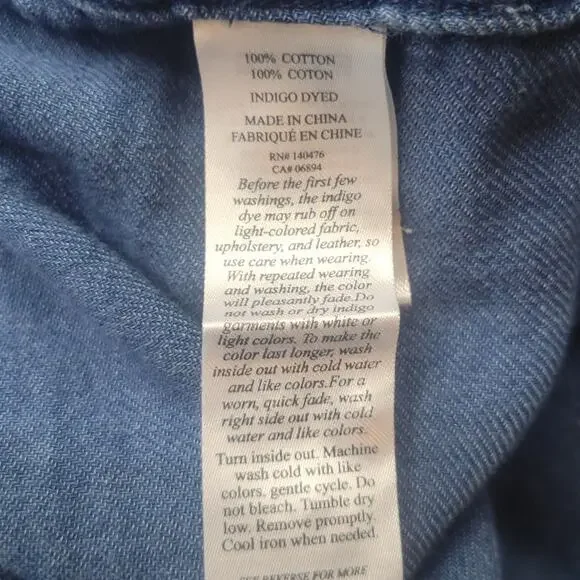 100% COTTON
100% COTON
INDIGO DYED
MADE IN CHINA
FABRIQUÉ EN CHINE
RN# 140476
CA# 06894
Before the first few
washings, the indigo
dye may rub off on
light-colored fabric,
upholstery, and leather, so
use care when wearing.
With repeated wearing
and washing, the color
will pleasantly fade.Do
not wash or dry indigo
garments with white or
light colors. To make the
color last longer, wash
inside out with cold water
and like colors.For a
worn, quick fade, wash
right side out with cold
water and like colors.
Turn inside out. Machine
wash cold with like
colors. gentle cycle. Do
not bleach. Tumble dry
low. Remove promptly.
Cool iron when needed.
SEE REVERSE FOR MORE